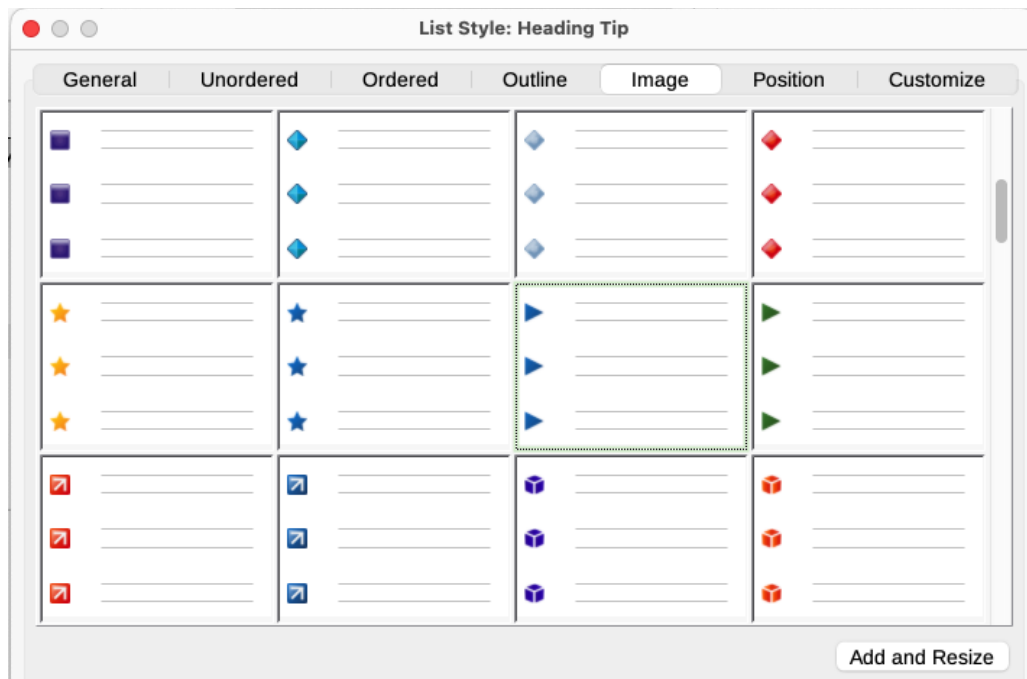 List Style: Heading Tip
General Unordered Ordered Outline Image Position Customize
Add and Resize